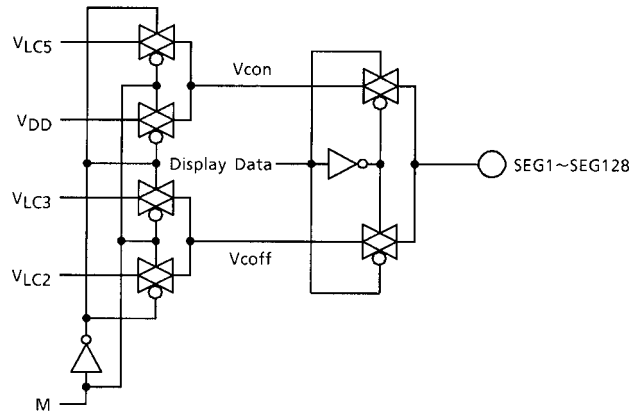 VLC5
Vcon
VDD
Display Data
SEG1~SEG128
VLC3
Vcoff
VLC2
M